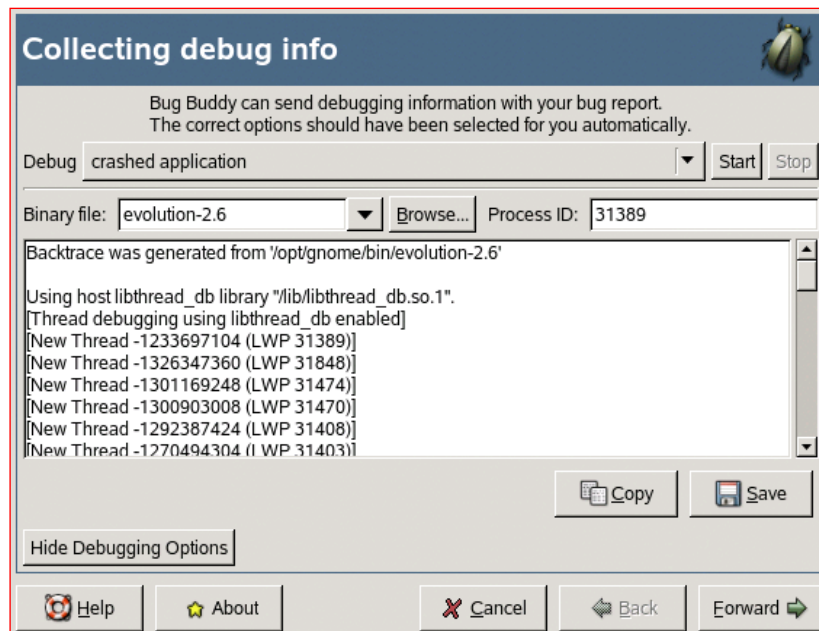 Collecting debug info
Bug Buddy can send debugging information with your bug report.
The correct options should have been selected for you automatically.
Debug crashed application Start Stop
Binary file: evolution-2.6 Browse... Process ID: 31389
Backtrace was generated from '/opt/gnome/bin/evolution-2.6'
Using host libthread_db library "/lib/libthread_db.so.1".
[Thread debugging using libthread_db enabled]
[New Thread -1233697104 (LWP 31389)]
[New Thread -1326347360 (LWP 31848)]
[New Thread -1301169248 (LWP 31474)]
[New Thread -1300903008 (LWP 31470)]
[New Thread -1292387424 (LWP 31408)]
[New Thread -1270494304 (LWP 31403)]
Copy Save
Hide Debugging Options
Help About Cancel Back Forward